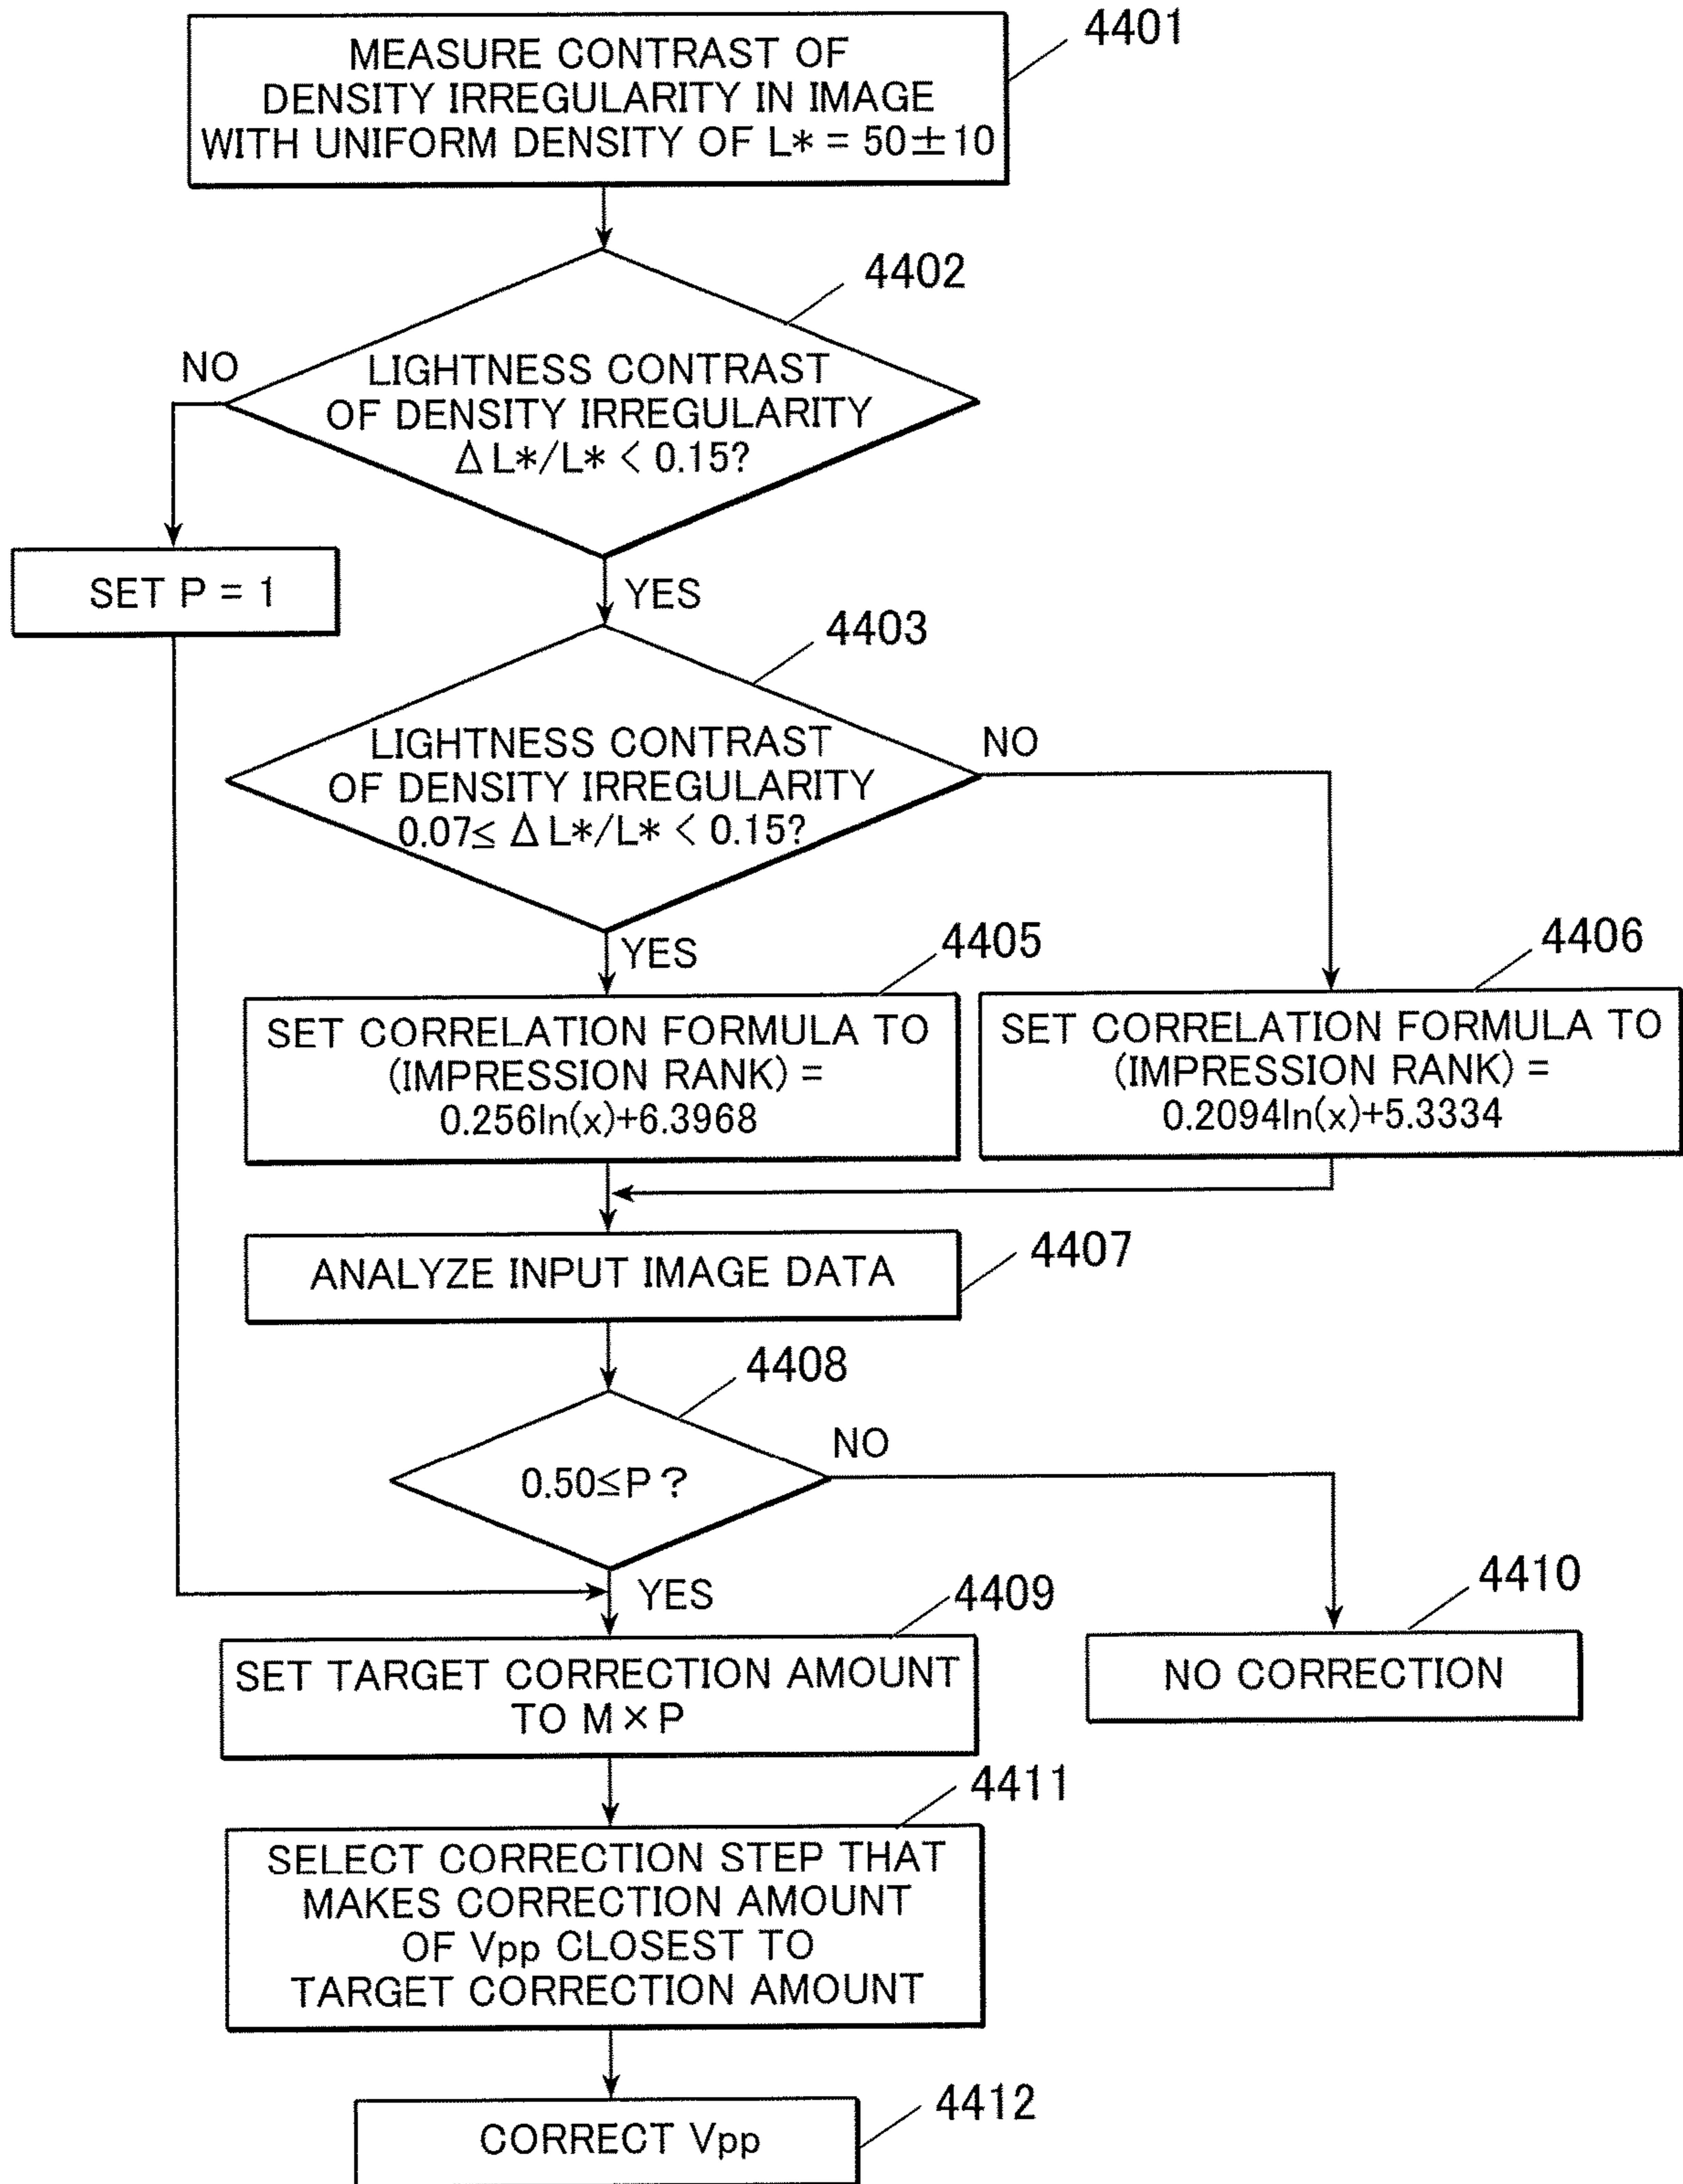 4401
MEASURE CONTRAST OF
DENSITY IRREGULARITY IN IMAGE
WITH UNIFORM DENSITY OF L* = 50±10
4402
NO
LIGHTNESS CONTRAST
OF DENSITY IRREGULARITY
Δ L*/L* < 0.15?
SET P = 1
YES
4403
LIGHTNESS CONTRAST
OF DENSITY IRREGULARITY
0.07≤ Δ L*/L* < 0.15?
NO
YES
4405
4406
SET CORRELATION FORMULA TO
(IMPRESSION RANK) =
0.256ln(x)+6.3968
SET CORRELATION FORMULA TO
(IMPRESSION RANK) =
0.2094ln(x)+5.3334
ANALYZE INPUT IMAGE DATA
4407
4408
0.50≤P ?
NO
YES
4409
4410
SET TARGET CORRECTION AMOUNT
TO M × P
NO CORRECTION
4411
SELECT CORRECTION STEP THAT
MAKES CORRECTION AMOUNT
OF Vpp CLOSEST TO
TARGET CORRECTION AMOUNT
4412
CORRECT Vpp